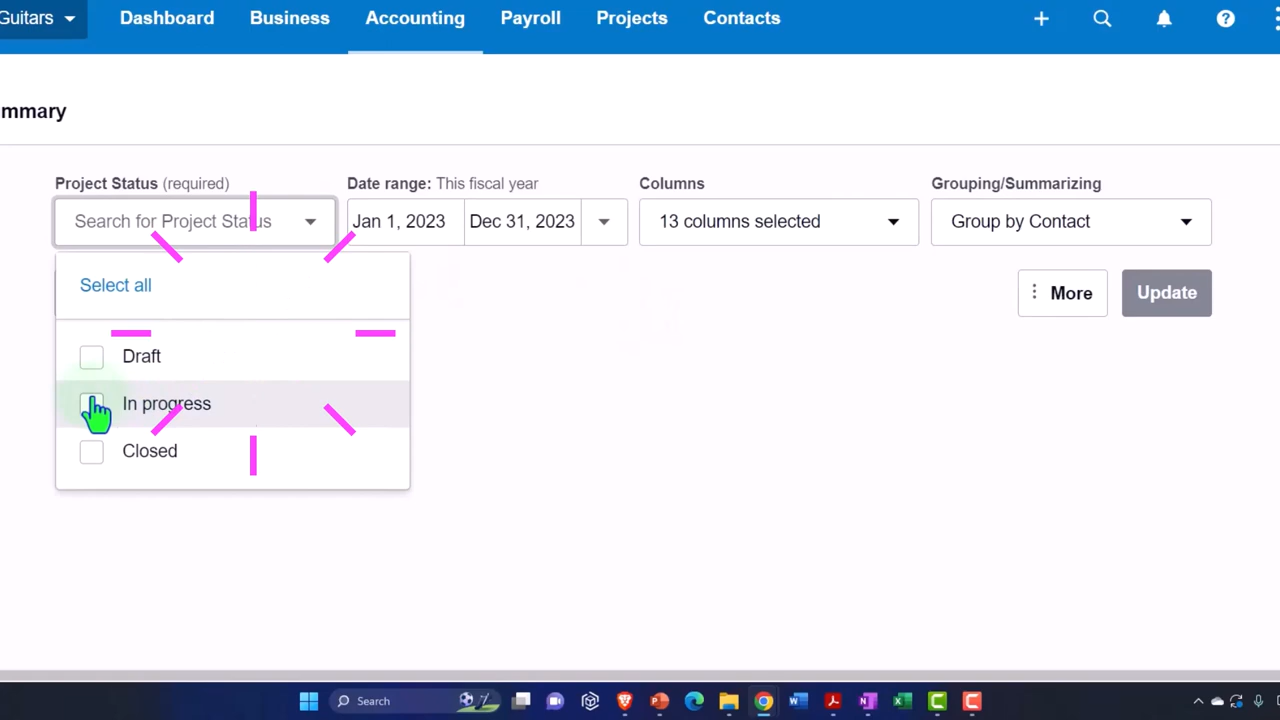 Guitars Dashboard Business Accounting Payroll Projects Contacts
mmary
Project Status (required) Date range: This fiscal year Columns Grouping/Summarizing
Search for Project Status Jan 1, 2023 Dec 31, 2023 13 columns selected Group by Contact
Select all
More Update
Draft
In progress
Closed
Search